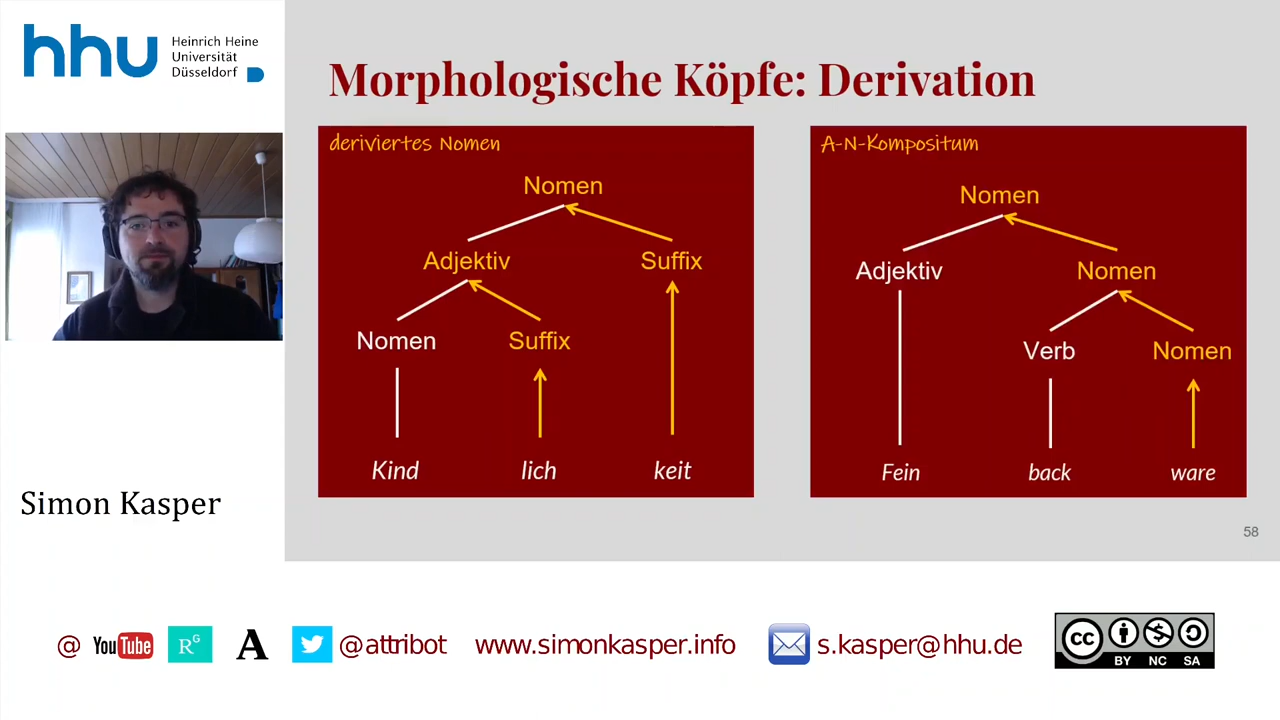 hhu
Heinrich Heine
Universität
Düsseldorf
Morphologische Köpfe: Derivation
deriviertes Nomen
Nomen
Adjektiv Suffix
Nomen Suffix
Kind lich keit
A-N-Kompositum
Nomen
Adjektiv Nomen
Verb Nomen
Fein back ware
Simon Kasper
58
@ YouTube RG A @attribot www.simonkasper.info s.kasper@hhu.de
cc BY NC SA